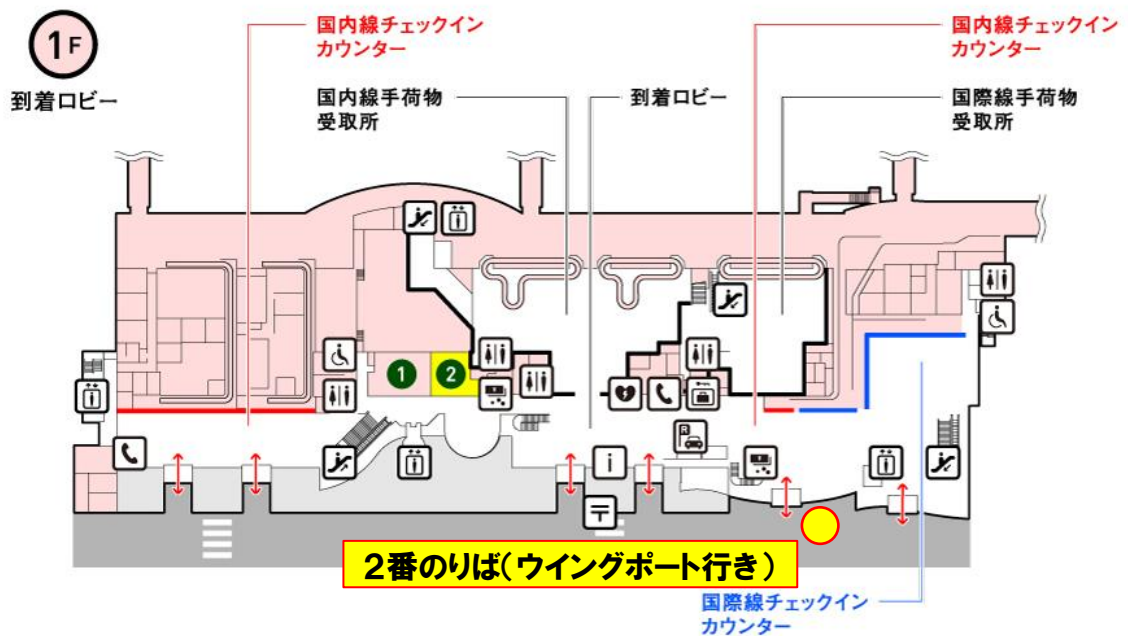 1F
到着ロビー
国内線チェックイン
カウンター
国内線手荷物
受取所
到着ロビー
国内線チェックイン
カウンター
国際線手荷物
受取所
1
2
i
R
〒
2番のりば(ウイングポート行き)
国際線チェックイン
カウンター